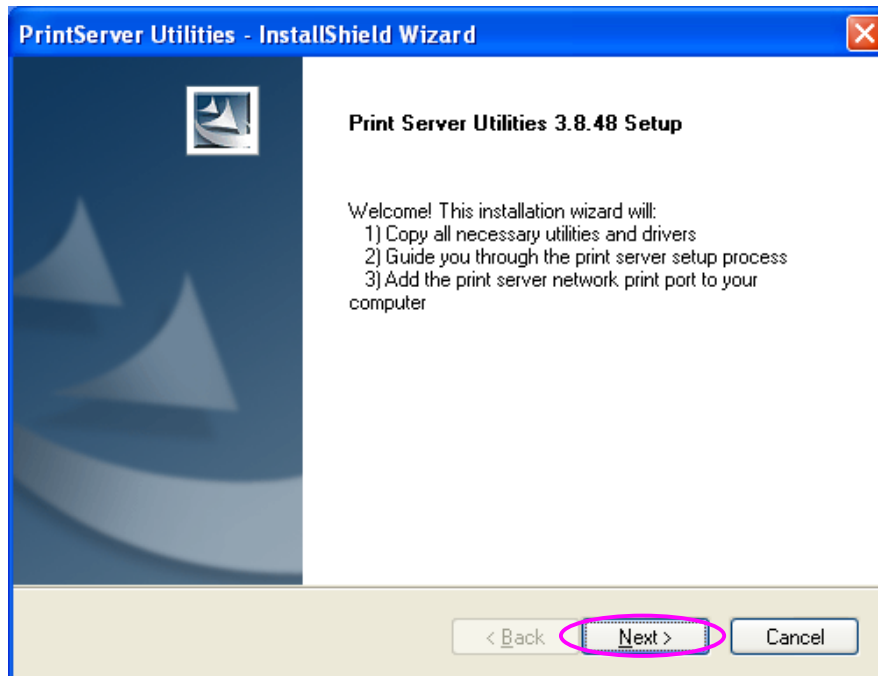 PrintServer Utilities - InstallShield Wizard
Print Server Utilities 3.8.48 Setup
Welcome! This installation wizard will:
1) Copy all necessary utilities and drivers
2) Guide you through the print server setup process
3) Add the print server network print port to your
computer
< Back
Next >
Cancel